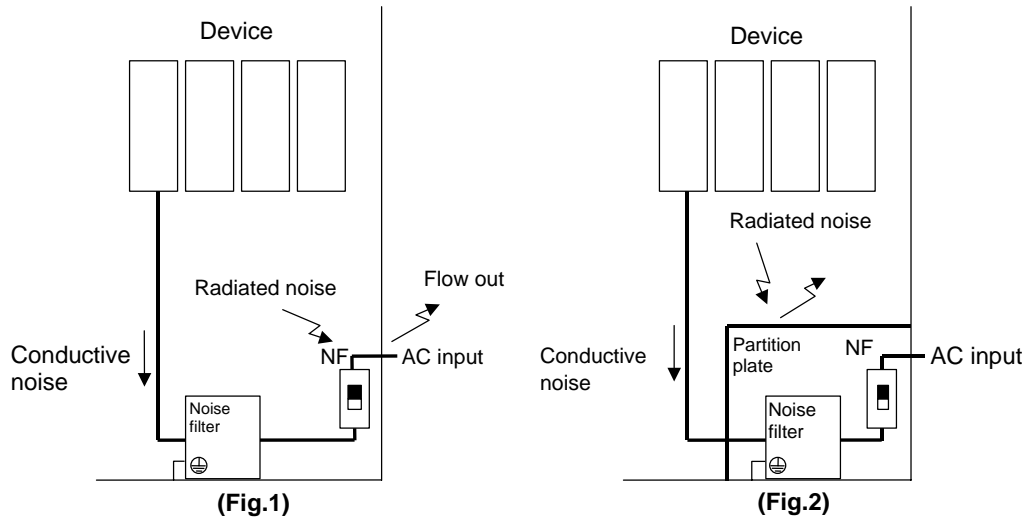 Device
Radiated noise
Flow out
NF
AC input
Conductive
noise
Noise
filter
(Fig.1)
Device
Radiated noise
Partition
plate
NF
AC input
Conductive
noise
Noise
filter
(Fig.2)